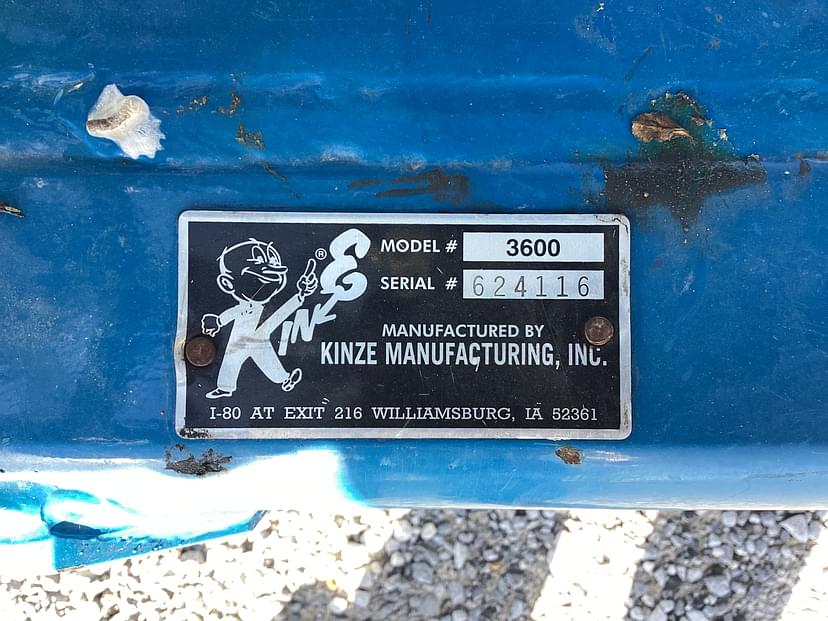 MODEL # 3600
SERIAL # 624116
KINZE ®
MANUFACTURED BY
KINZE MANUFACTURING, INC.
I-80 AT EXIT 216 WILLIAMSBURG, IA 52361